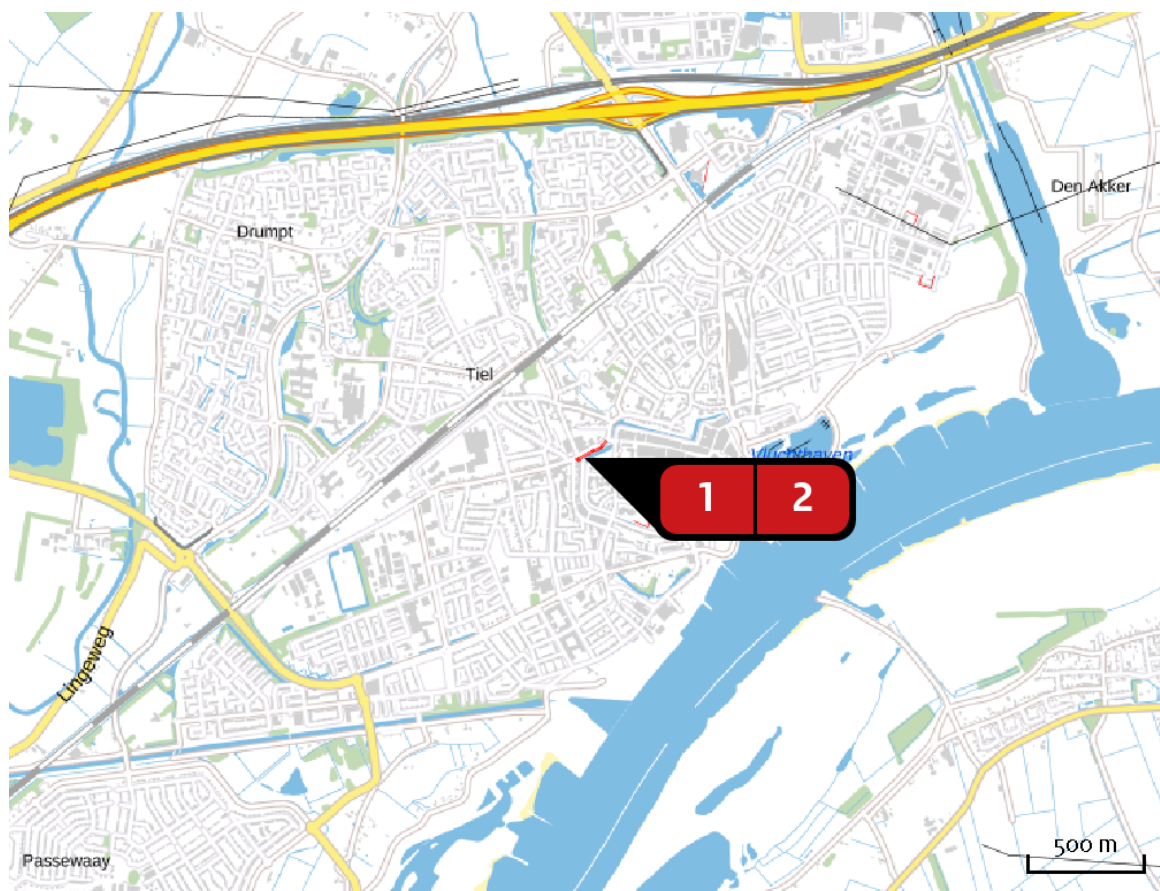 Den Akker
Drumpt
Tiel
Vluchthaven
1 2
Lingeweg
500 m
Passewaay